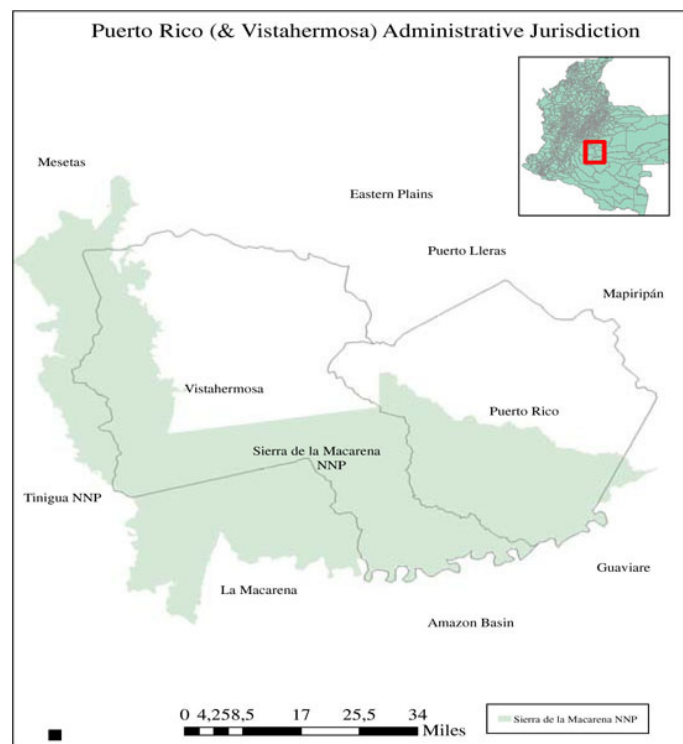 Puerto Rico (& Vistahermosa) Administrative Jurisdiction
Mesetas
Eastern Plains
Puerto Lleras
Mapiripán
Vistahermosa
Puerto Rico
Sierra de la Macarena
NNP
Tinigua NNP
Guaviare
La Macarena
Amazon Basin
0 4,25 8,5 17 25,5 34
Miles
Sierra de la Macarena NNP